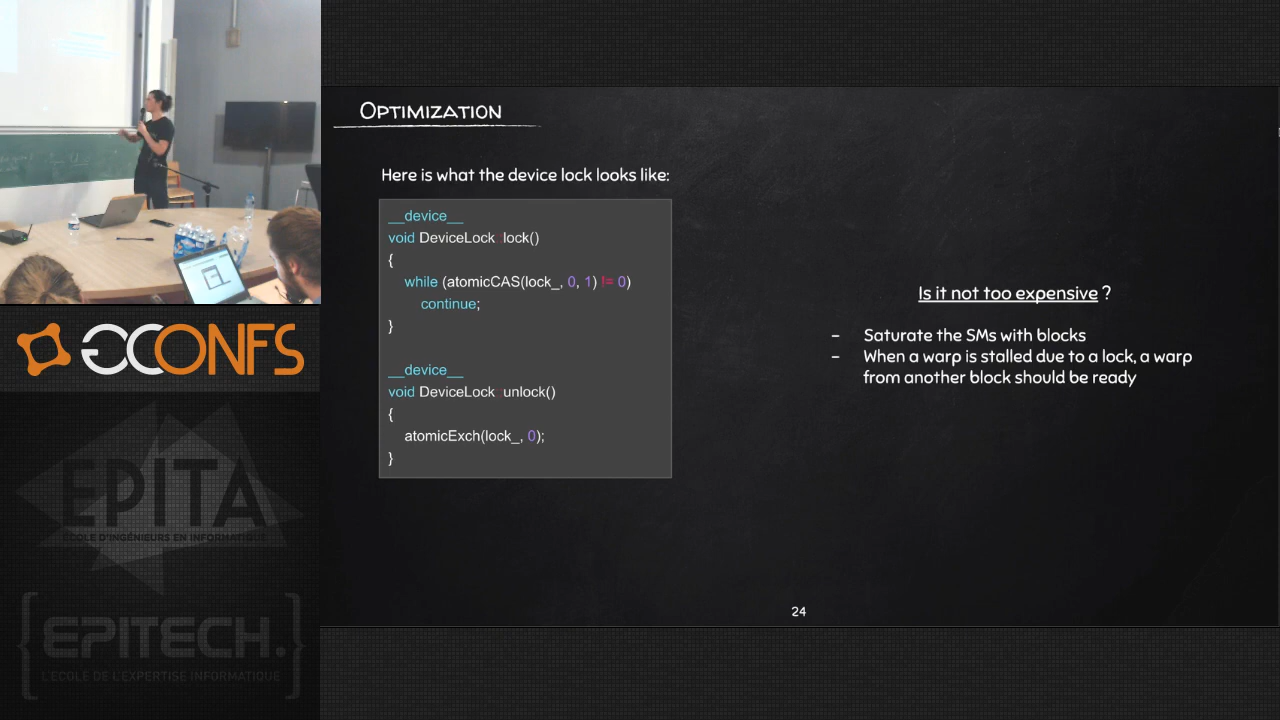 OPTIMIZATION
Here is what the device lock looks like:
__device__
void DeviceLock::lock()
{
while (atomicCAS(lock_, 0, 1) != 0)
continue;
}
__device__
void DeviceLock::unlock()
{
atomicExch(lock_, 0);
}
Is it not too expensive ?
- Saturate the SMs with blocks
- When a warp is stalled due to a lock, a warp
from another block should be ready
24
GCONFS
EPITA
ÉCOLE D'INGÉNIEURS EN INFORMATIQUE
{EPITECH.}
L'ECOLE DE L'EXPERTISE INFORMATIQUE